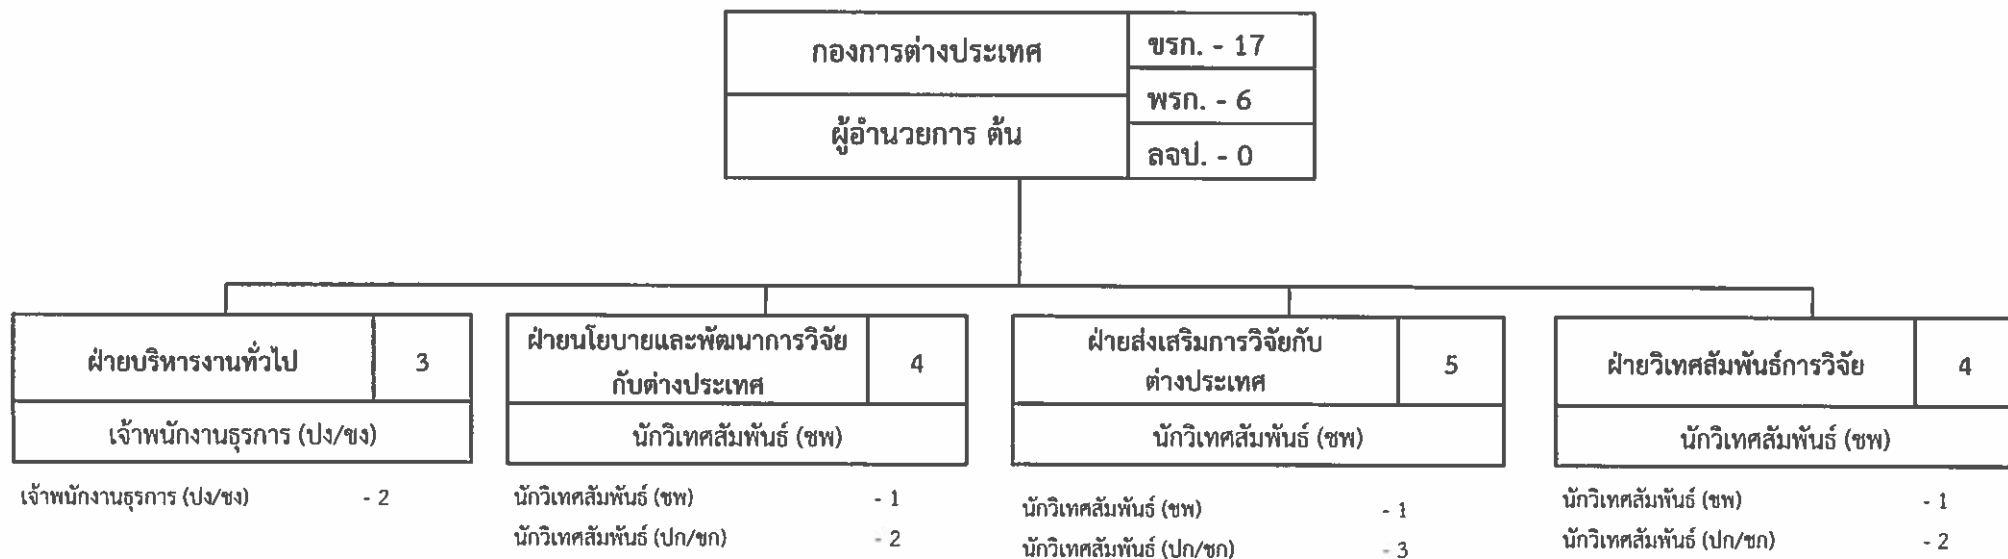 กองการต่างประเทศ
ขรก. - 17
พรก. - 6
ผู้อำนวยการ ต้น
ลจป. - 0
ฝ่ายบริหารงานทั่วไป
3
เจ้าพนักงานธุรการ (ปง/ชง)
เจ้าพนักงานธุรการ (ปง/ชง) - 2
ฝ่ายนโยบายและพัฒนาการวิจัย
กับต่างประเทศ
4
นักวิเทศสัมพันธ์ (ชพ)
นักวิเทศสัมพันธ์ (ชพ) - 1
นักวิเทศสัมพันธ์ (ปก/ชก) - 2
ฝ่ายส่งเสริมการวิจัยกับ
ต่างประเทศ
5
นักวิเทศสัมพันธ์ (ชพ)
นักวิเทศสัมพันธ์ (ชพ) - 1
นักวิเทศสัมพันธ์ (ปก/ชก) - 3
ฝ่ายวิเทศสัมพันธ์การวิจัย
4
นักวิเทศสัมพันธ์ (ชพ)
นักวิเทศสัมพันธ์ (ชพ) - 1
นักวิเทศสัมพันธ์ (ปก/ชก) - 2